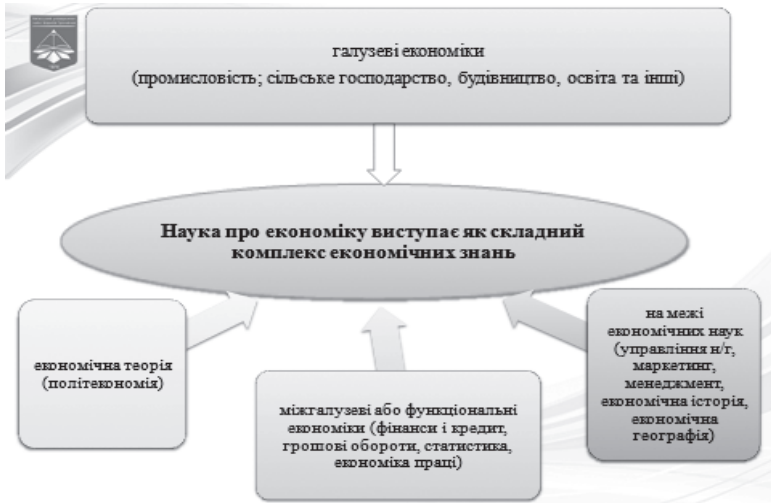 галузеві економіки
(промисловість; сільське господарство, будівництво, освіта та інші)
Наука про економіку виступає як складний
комплекс економічних знань
економічна теорія
(політекономія)
міжгалузеві або функціональні
економіки (фінанси і кредит,
грошові обороти, статистика,
економіка праці)
на межі
економічних наук
(управління н/г,
маркетинг,
менеджмент,
економічна історія,
економічна
географія)